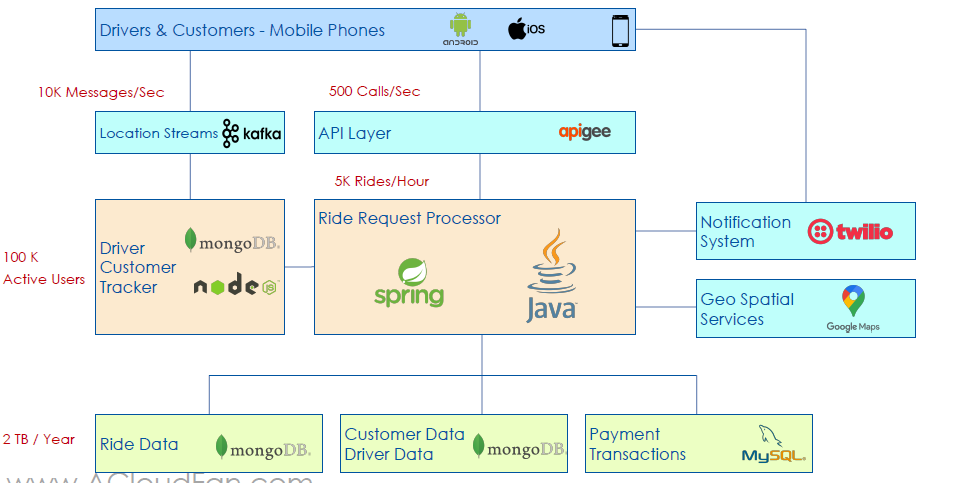 Drivers & Customers - Mobile Phones
ANDROID
iOS
10K Messages/Sec
500 Calls/Sec
Location Streams
kafka
API Layer
apigee
5K Rides/Hour
Ride Request Processor
100 K
Active Users
Driver
Customer
Tracker
mongoDB.
node
JS
spring
Java
Notification
System
twilio
Geo Spatial
Services
Google Maps
2 TB / Year
Ride Data
mongoDB.
Customer Data
Driver Data
mongoDB.
Payment
Transactions
MySQL
www.ACloudFan.com